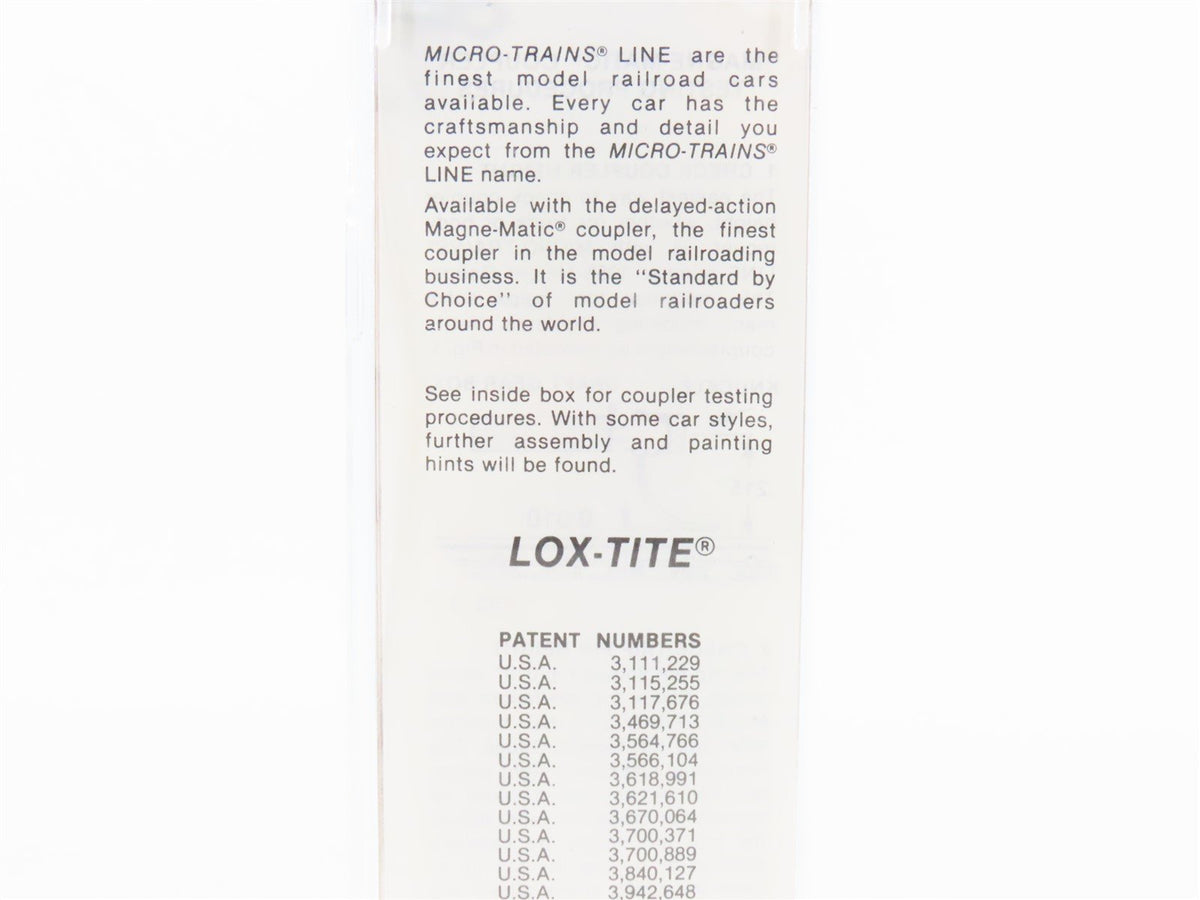 MICRO-TRAINS® LINE are the
finest model railroad cars
available. Every car has the
craftsmanship and detail you
expect from the MICRO-TRAINS®
LINE name.
Available with the delayed-action
Magne-Matic® coupler, the finest
coupler in the model railroading
business. It is the “Standard by
Choice” of model railroaders
around the world.
See inside box for coupler testing
procedures. With some car styles,
further assembly and painting
hints will be found.
LOX-TITE®
PATENT NUMBERS
U.S.A. 3,111,229
U.S.A. 3,115,255
U.S.A. 3,117,676
U.S.A. 3,469,713
U.S.A. 3,564,766
U.S.A. 3,566,104
U.S.A. 3,618,991
U.S.A. 3,621,610
U.S.A. 3,670,064
U.S.A. 3,700,371
U.S.A. 3,700,889
U.S.A. 3,840,127
U.S.A. 3,942,648